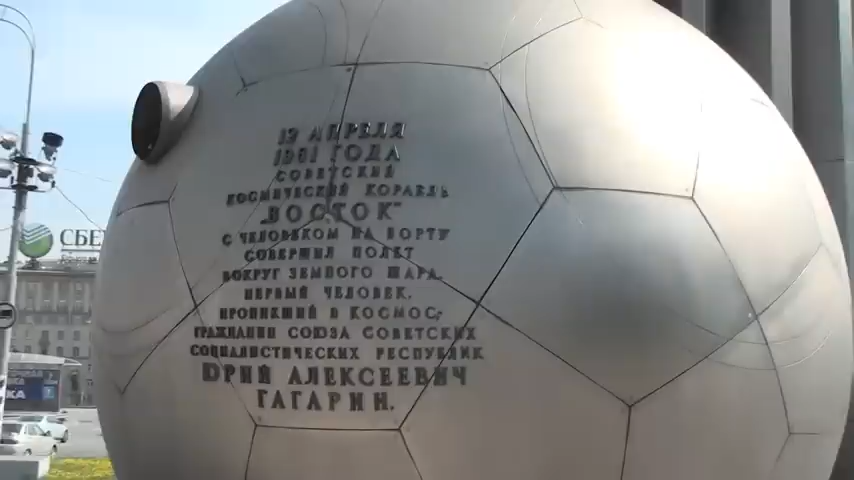 12 АПРЕЛЯ
1961 ГОДА
СОВЕТСКИЙ
КОСМИЧЕСКИЙ КОРАБЛЬ
„ВОСТОК"
С ЧЕЛОВЕКОМ НА БОРТУ
СОВЕРШИЛ ПОЛЕТ
ВОКРУГ ЗЕМНОГО ШАРА.
ПЕРВЫЙ ЧЕЛОВЕК,
ПРОНИКШИЙ В КОСМОС,-
ГРАЖДАНИН СОЮЗА СОВЕТСКИХ
СОЦИАЛИСТИЧЕСКИХ РЕСПУБЛИК
ЮРИЙ АЛЕКСЕЕВИЧ
ГАГАРИН.
СБЕ